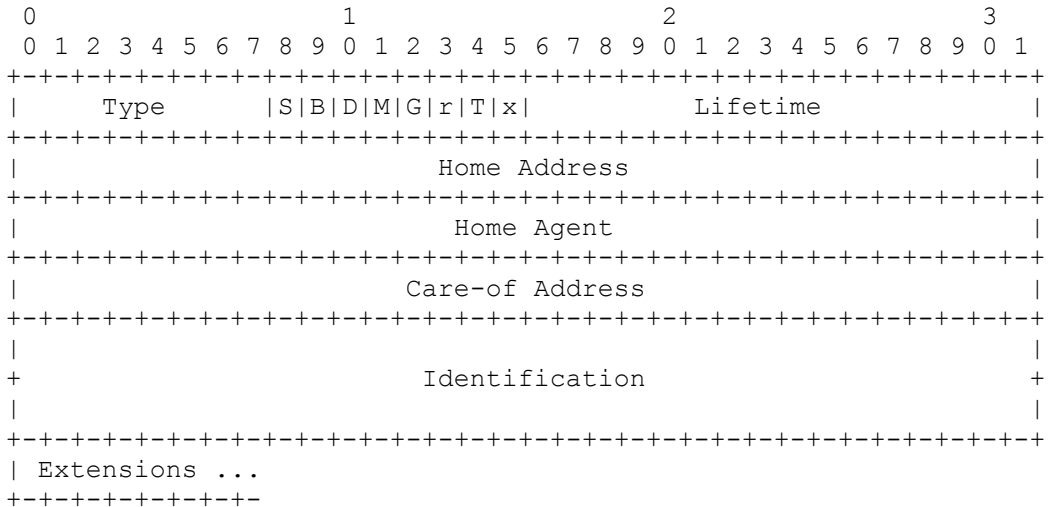 0                   1                   2                   3
 0 1 2 3 4 5 6 7 8 9 0 1 2 3 4 5 6 7 8 9 0 1 2 3 4 5 6 7 8 9 0 1
+-+-+-+-+-+-+-+-+-+-+-+-+-+-+-+-+-+-+-+-+-+-+-+-+-+-+-+-+-+-+-+-+
|     Type      |S|B|D|M|G|r|T|x|          Lifetime             |
+-+-+-+-+-+-+-+-+-+-+-+-+-+-+-+-+-+-+-+-+-+-+-+-+-+-+-+-+-+-+-+-+
|                          Home Address                         |
+-+-+-+-+-+-+-+-+-+-+-+-+-+-+-+-+-+-+-+-+-+-+-+-+-+-+-+-+-+-+-+-+
|                           Home Agent                          |
+-+-+-+-+-+-+-+-+-+-+-+-+-+-+-+-+-+-+-+-+-+-+-+-+-+-+-+-+-+-+-+-+
|                        Care-of Address                        |
+-+-+-+-+-+-+-+-+-+-+-+-+-+-+-+-+-+-+-+-+-+-+-+-+-+-+-+-+-+-+-+-+
|                                                               |
+                         Identification                        +
|                                                               |
+-+-+-+-+-+-+-+-+-+-+-+-+-+-+-+-+-+-+-+-+-+-+-+-+-+-+-+-+-+-+-+-+
| Extensions ...
+-+-+-+-+-+-+-+-